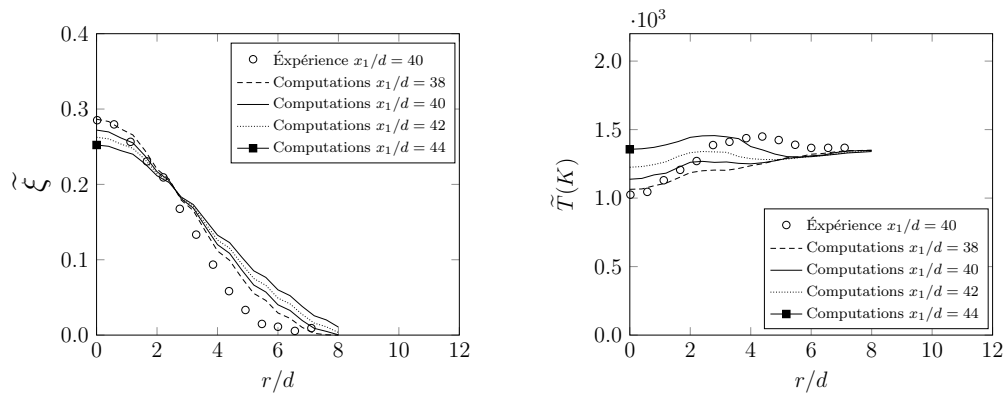 ·10³
0.4
0.3
0.2
0.1
0.0
ξ̃
Éxpérience x₁/d = 40
Computations x₁/d = 38
Computations x₁/d = 40
Computations x₁/d = 42
Computations x₁/d = 44
0 2 4 6 8 10 12
r/d
2.0
1.5
1.0
0.5
0.0
T̃(K)
Éxpérience x₁/d = 40
Computations x₁/d = 38
Computations x₁/d = 40
Computations x₁/d = 42
Computations x₁/d = 44
0 2 4 6 8 10 12
r/d